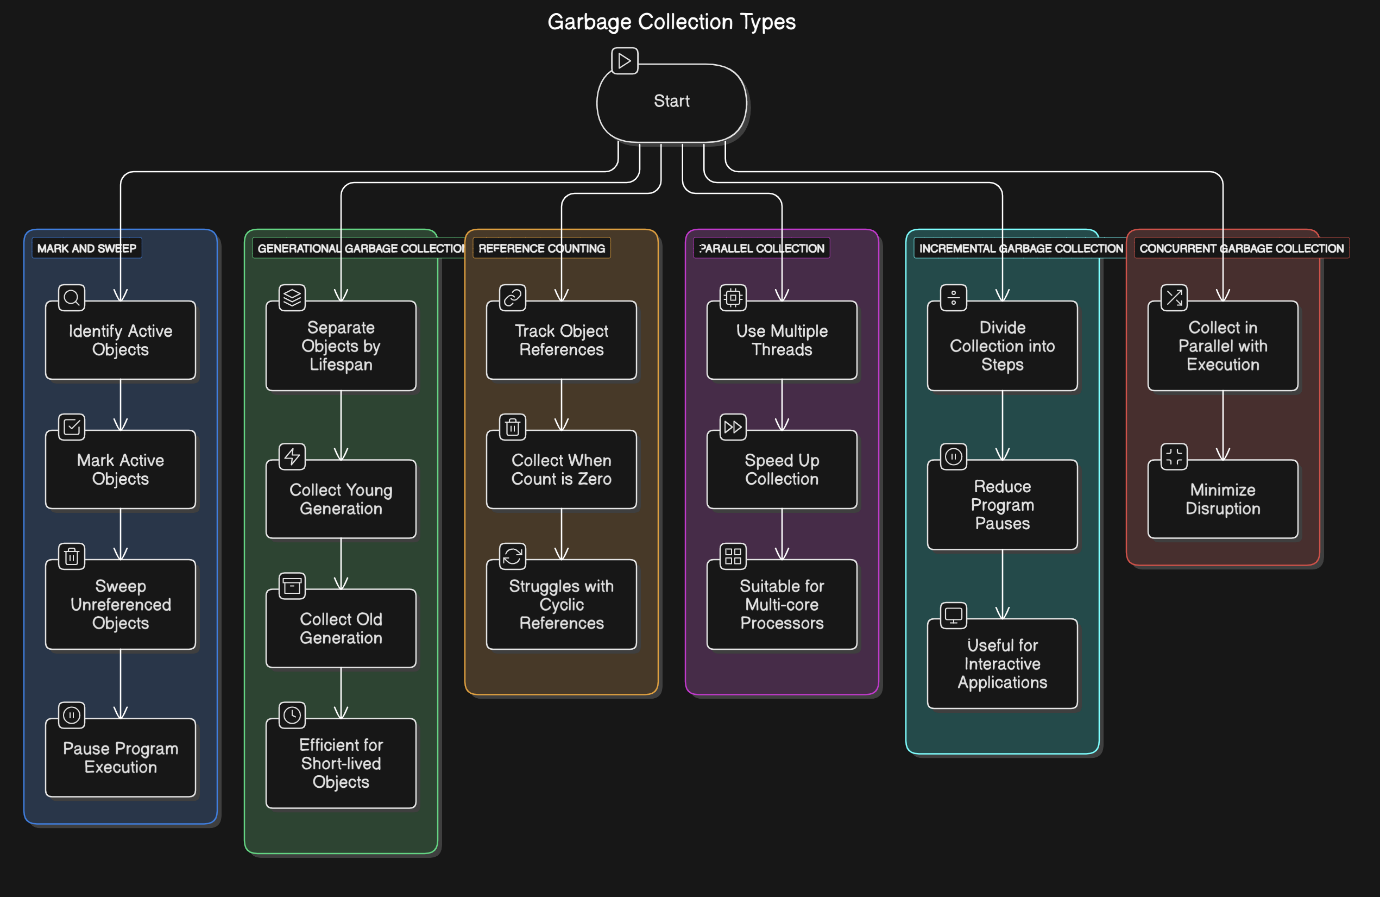 Garbage Collection Types
Start
MARK AND SWEEP
Identify Active
Objects
Mark Active
Objects
Sweep
Unreferenced
Objects
Pause Program
Execution
GENERATIONAL GARBAGE COLLECTION
Separate
Objects by
Lifespan
Collect Young
Generation
Collect Old
Generation
Efficient for
Short-lived
Objects
REFERENCE COUNTING
Track Object
References
Collect When
Count is Zero
Struggles with
Cyclic
References
PARALLEL COLLECTION
Use Multiple
Threads
Speed Up
Collection
Suitable for
Multi-core
Processors
INCREMENTAL GARBAGE COLLECTION
Divide
Collection into
Steps
Reduce
Program
Pauses
Useful for
Interactive
Applications
CONCURRENT GARBAGE COLLECTION
Collect in
Parallel with
Execution
Minimize
Disruption